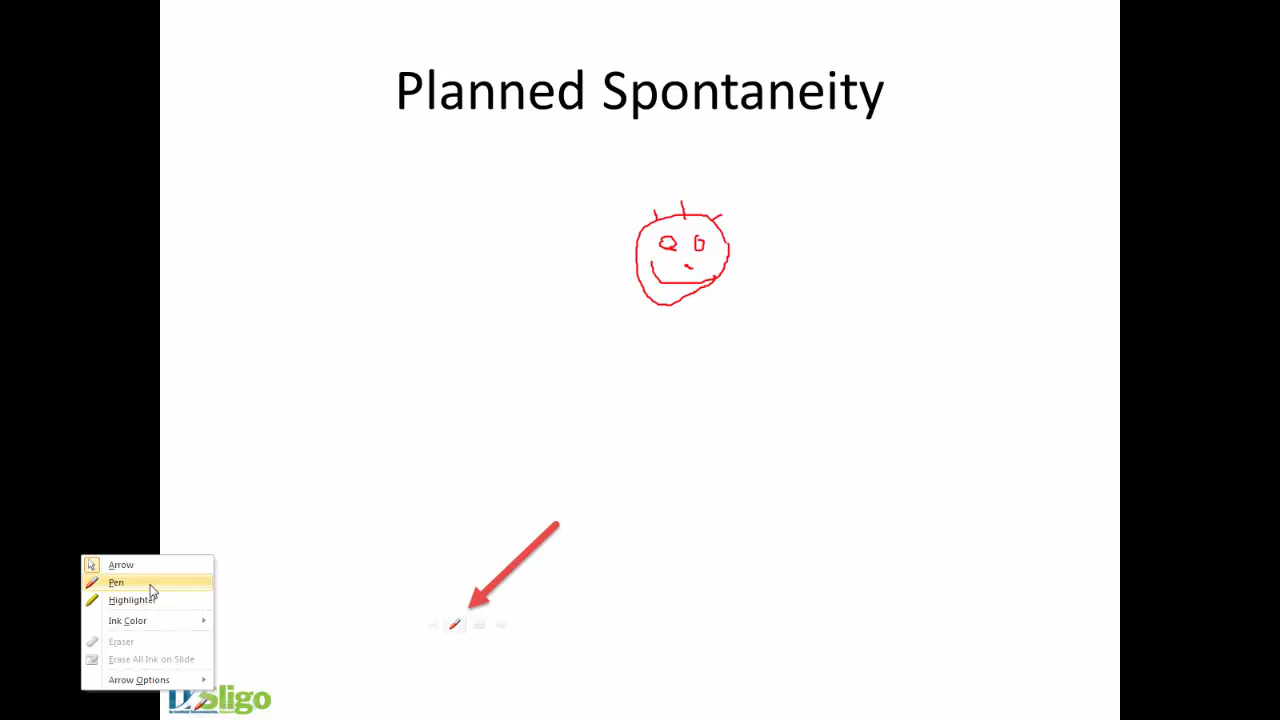 Planned Spontaneity
Arrow
Pen
Highlighter
Ink Color
Eraser
Erase All Ink on Slide
Arrow Options
Sligo